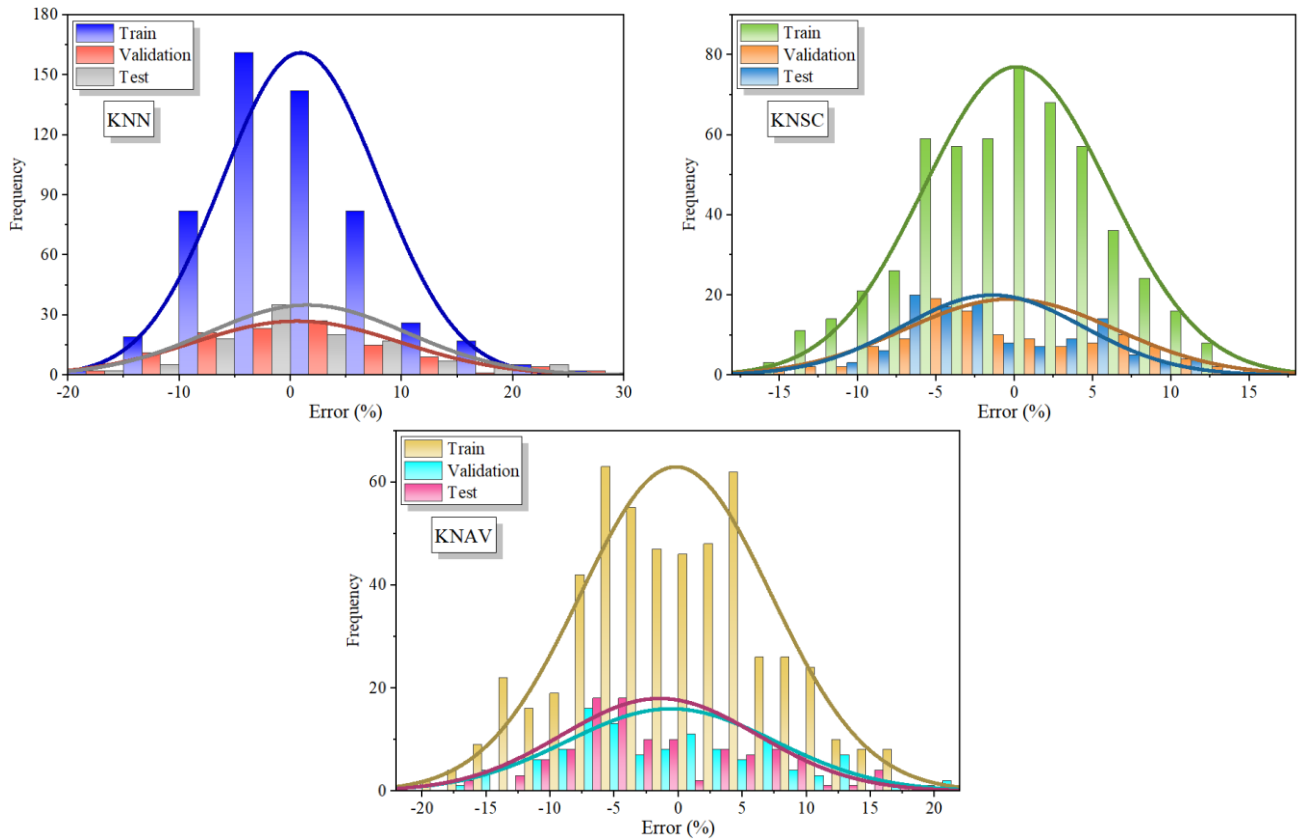 180
150
120
90
60
30
0
Frequency
Train
Validation
Test
KNN
-20
-10
0
10
20
30
Error (%)
80
60
40
20
0
Frequency
Train
Validation
Test
KNSC
-15
-10
-5
0
5
10
15
Error (%)
60
40
20
0
Frequency
Train
Validation
Test
KNAV
-20
-15
-10
-5
0
5
10
15
20
Error (%)